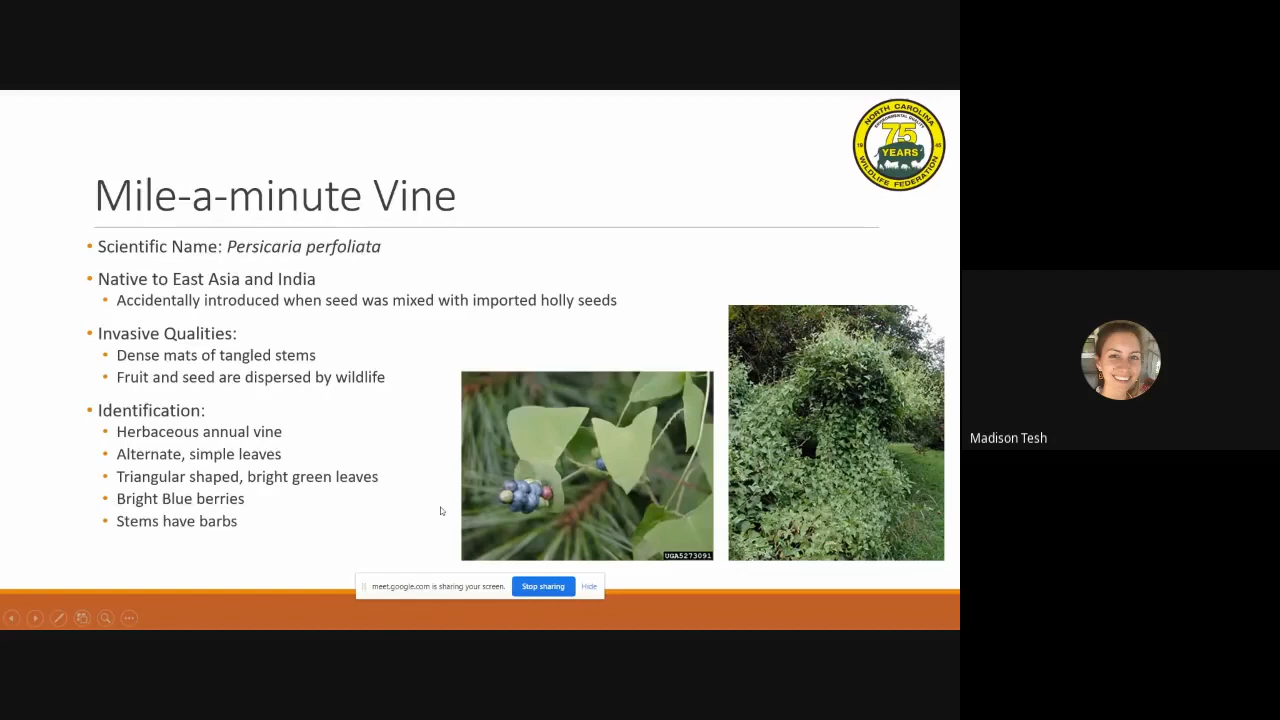 NORTH CAROLINA
75
YEARS
19 45
WILDLIFE FEDERATION
Mile-a-minute Vine
• Scientific Name: Persicaria perfoliata
• Native to East Asia and India
• Accidentally introduced when seed was mixed with imported holly seeds
• Invasive Qualities:
• Dense mats of tangled stems
• Fruit and seed are dispersed by wildlife
• Identification:
• Herbaceous annual vine
• Alternate, simple leaves
• Triangular shaped, bright green leaves
• Bright Blue berries
• Stems have barbs
UGA5273091
Madison Tesh
meet.google.com is sharing your screen.
Stop sharing
Hide